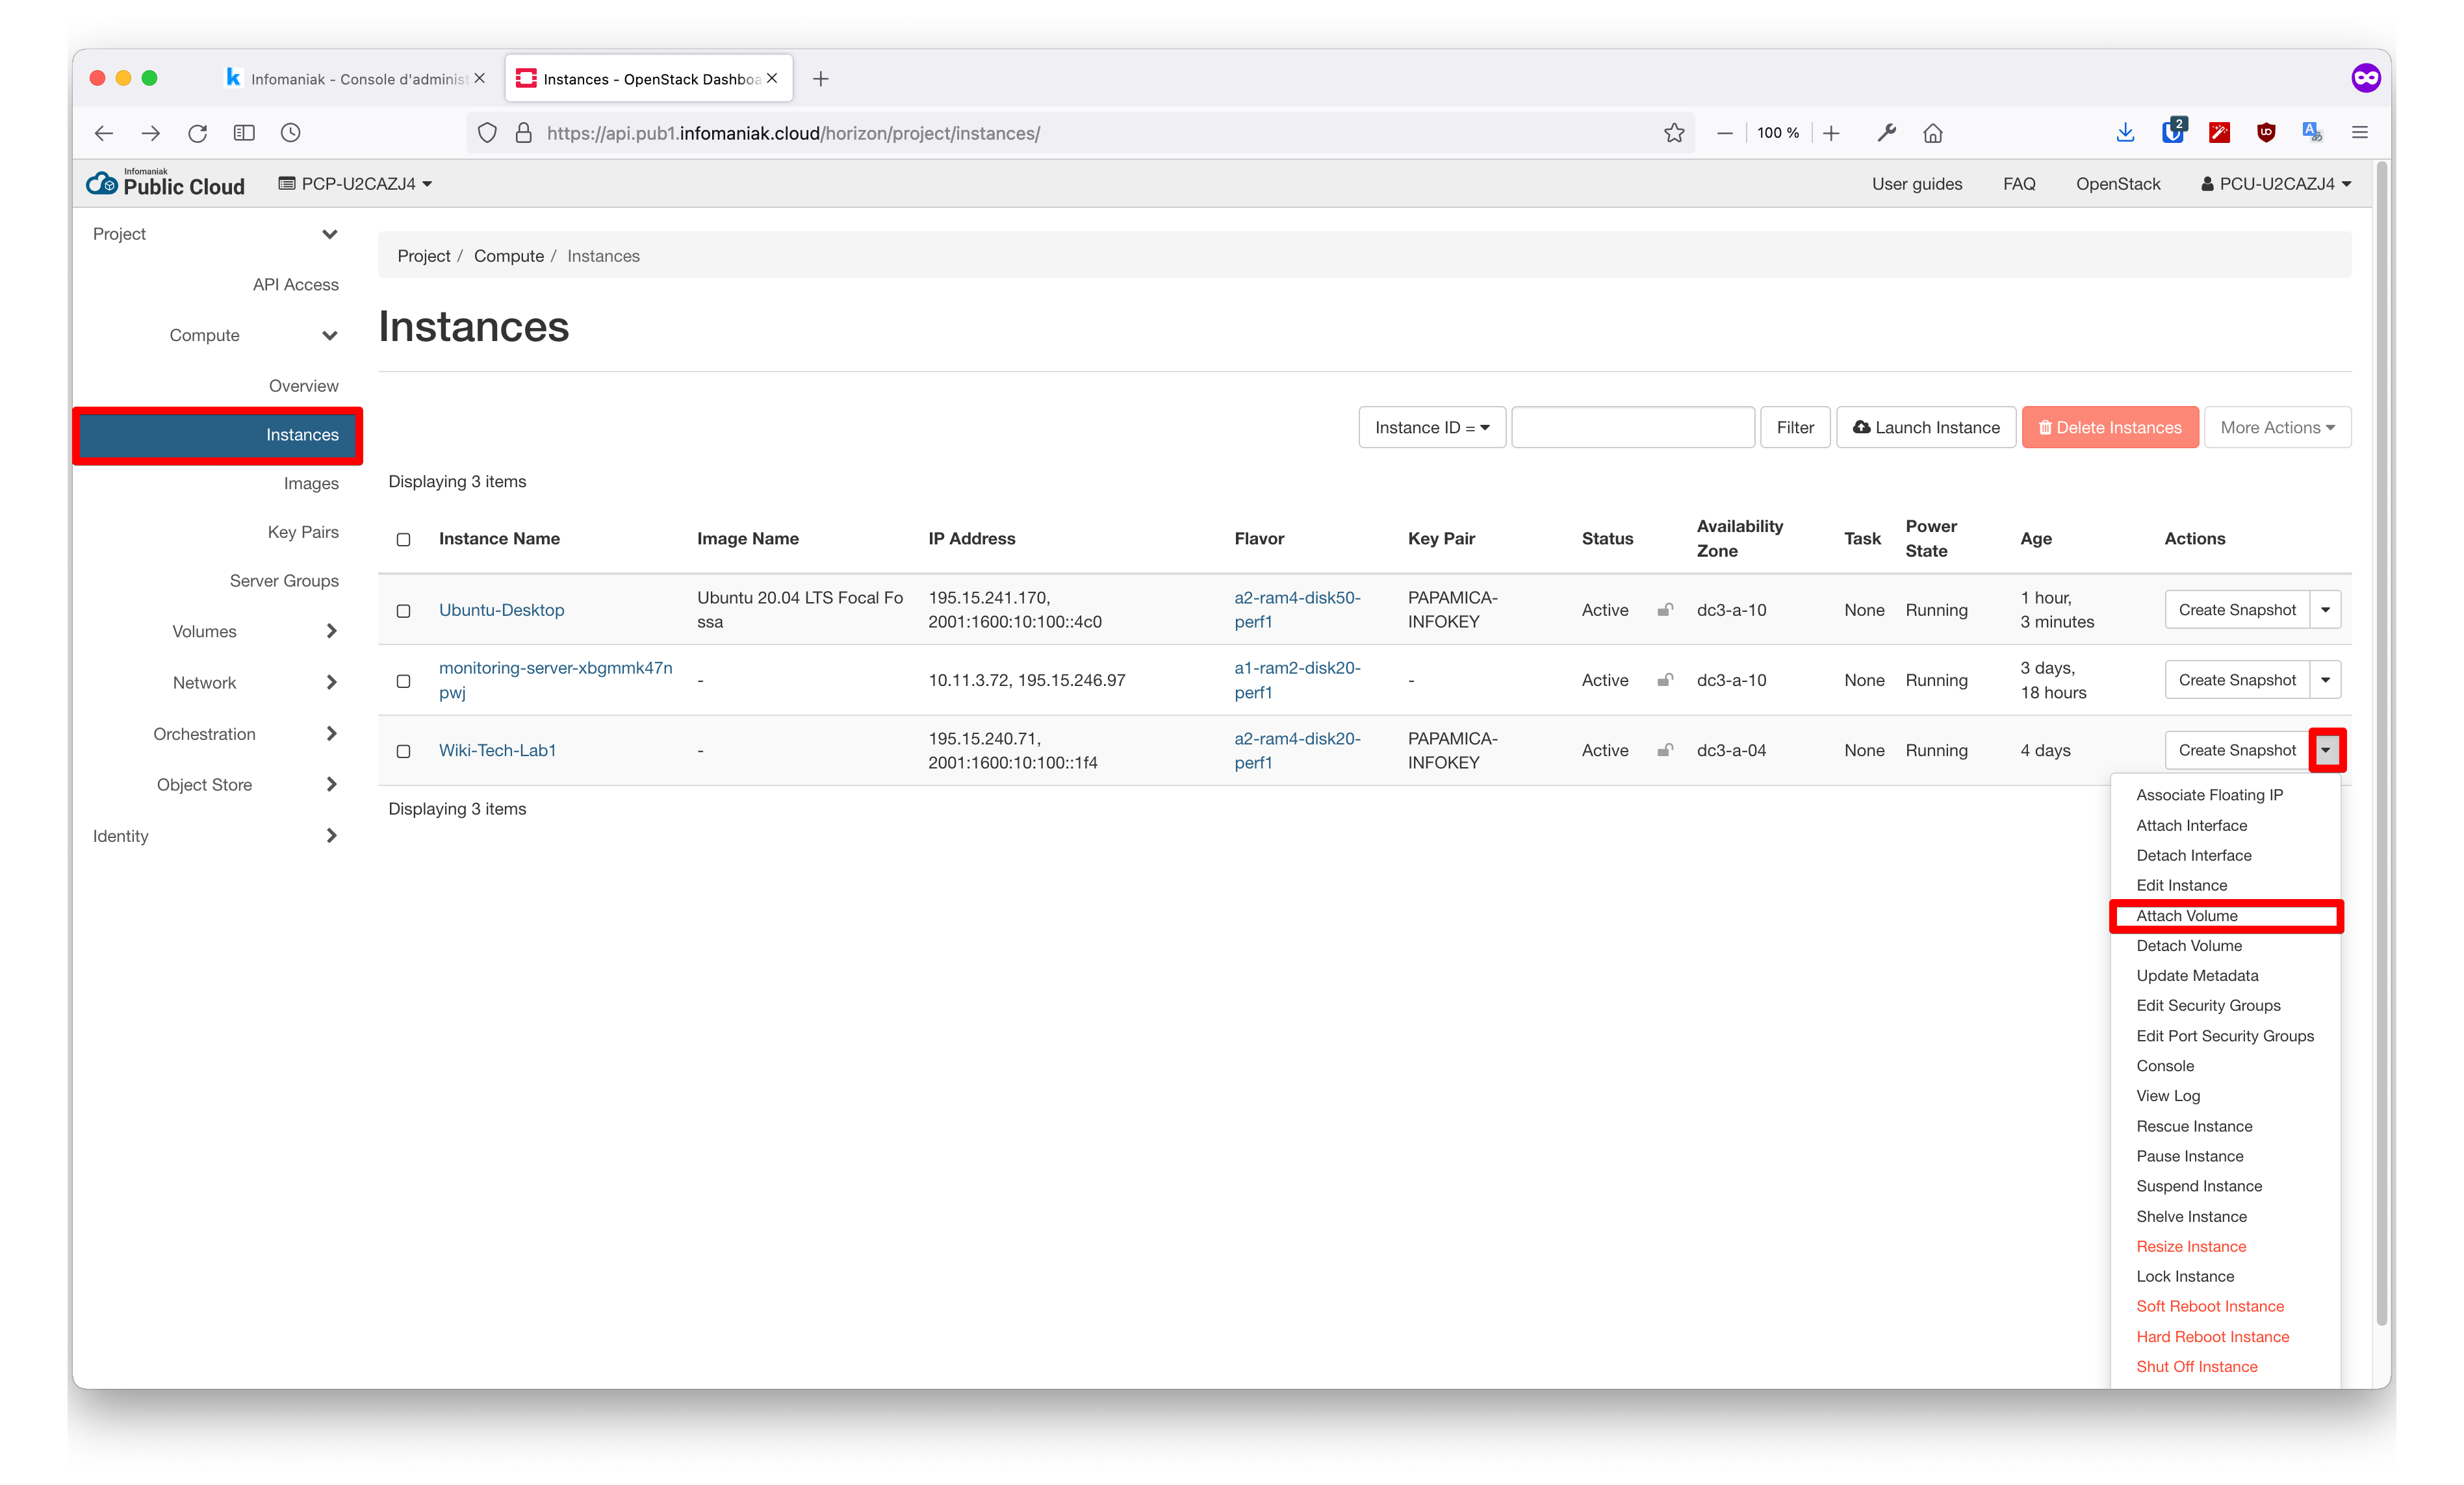 Infomaniak - Console d'adminis
Instances - OpenStack Dashboa
https://api.pub1.infomaniak.cloud/horizon/project/instances/
100 %
2
Infomaniak
Public Cloud
PCP-U2CAZJ4
User guides
FAQ
OpenStack
PCU-U2CAZJ4
Project
API Access
Compute
Overview
Instances
Images
Key Pairs
Server Groups
Volumes
Network
Orchestration
Object Store
Identity
Project / Compute / Instances
Instances
Instance ID =
Filter
Launch Instance
Delete Instances
More Actions
Displaying 3 items
Instance Name
Image Name
IP Address
Flavor
Key Pair
Status
Availability
Zone
Task
Power
State
Age
Actions
Ubuntu-Desktop
Ubuntu 20.04 LTS Focal Fo
ssa
195.15.241.170,
2001:1600:10:100::4c0
a2-ram4-disk50-
perf1
PAPAMICA-
INFOKEY
Active
dc3-a-10
None
Running
1 hour,
3 minutes
Create Snapshot
monitoring-server-xbgmmk47n
pwj
-
10.11.3.72, 195.15.246.97
a1-ram2-disk20-
perf1
-
Active
dc3-a-10
None
Running
3 days,
18 hours
Create Snapshot
Wiki-Tech-Lab1
-
195.15.240.71,
2001:1600:10:100::1f4
a2-ram4-disk20-
perf1
PAPAMICA-
INFOKEY
Active
dc3-a-04
None
Running
4 days
Create Snapshot
Displaying 3 items
Associate Floating IP
Attach Interface
Detach Interface
Edit Instance
Attach Volume
Detach Volume
Update Metadata
Edit Security Groups
Edit Port Security Groups
Console
View Log
Rescue Instance
Pause Instance
Suspend Instance
Shelve Instance
Resize Instance
Lock Instance
Soft Reboot Instance
Hard Reboot Instance
Shut Off Instance